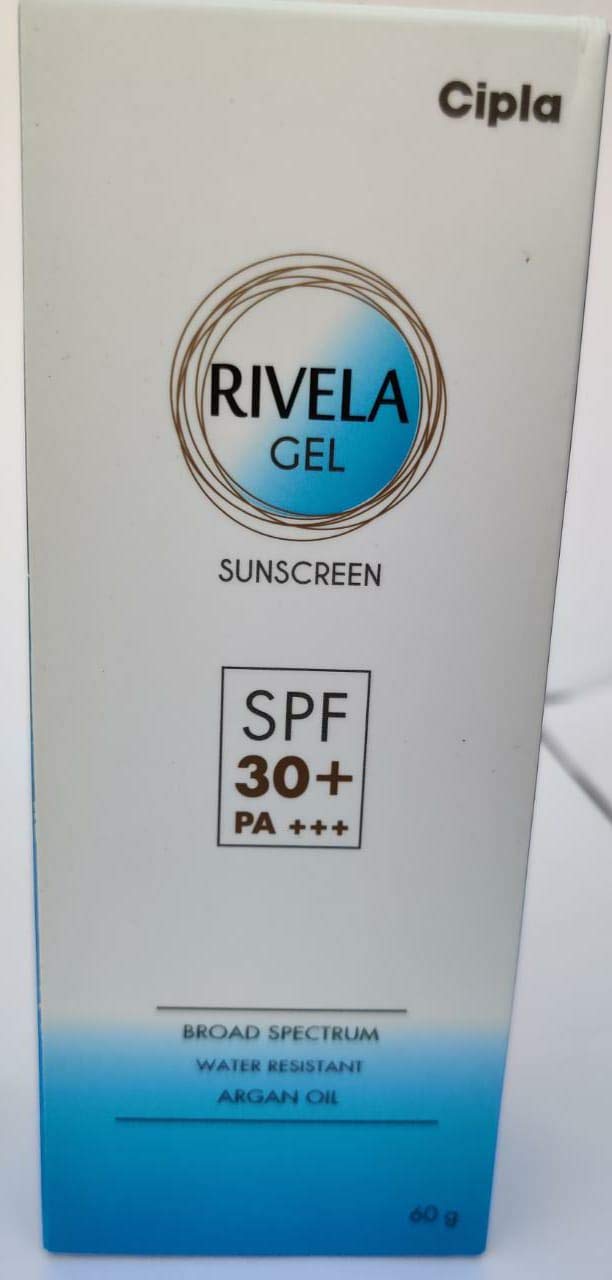 Cipla
RIVELA
GEL
SUNSCREEN
SPF
30+
PA +++
BROAD SPECTRUM
WATER RESISTANT
ARGAN OIL
60 g